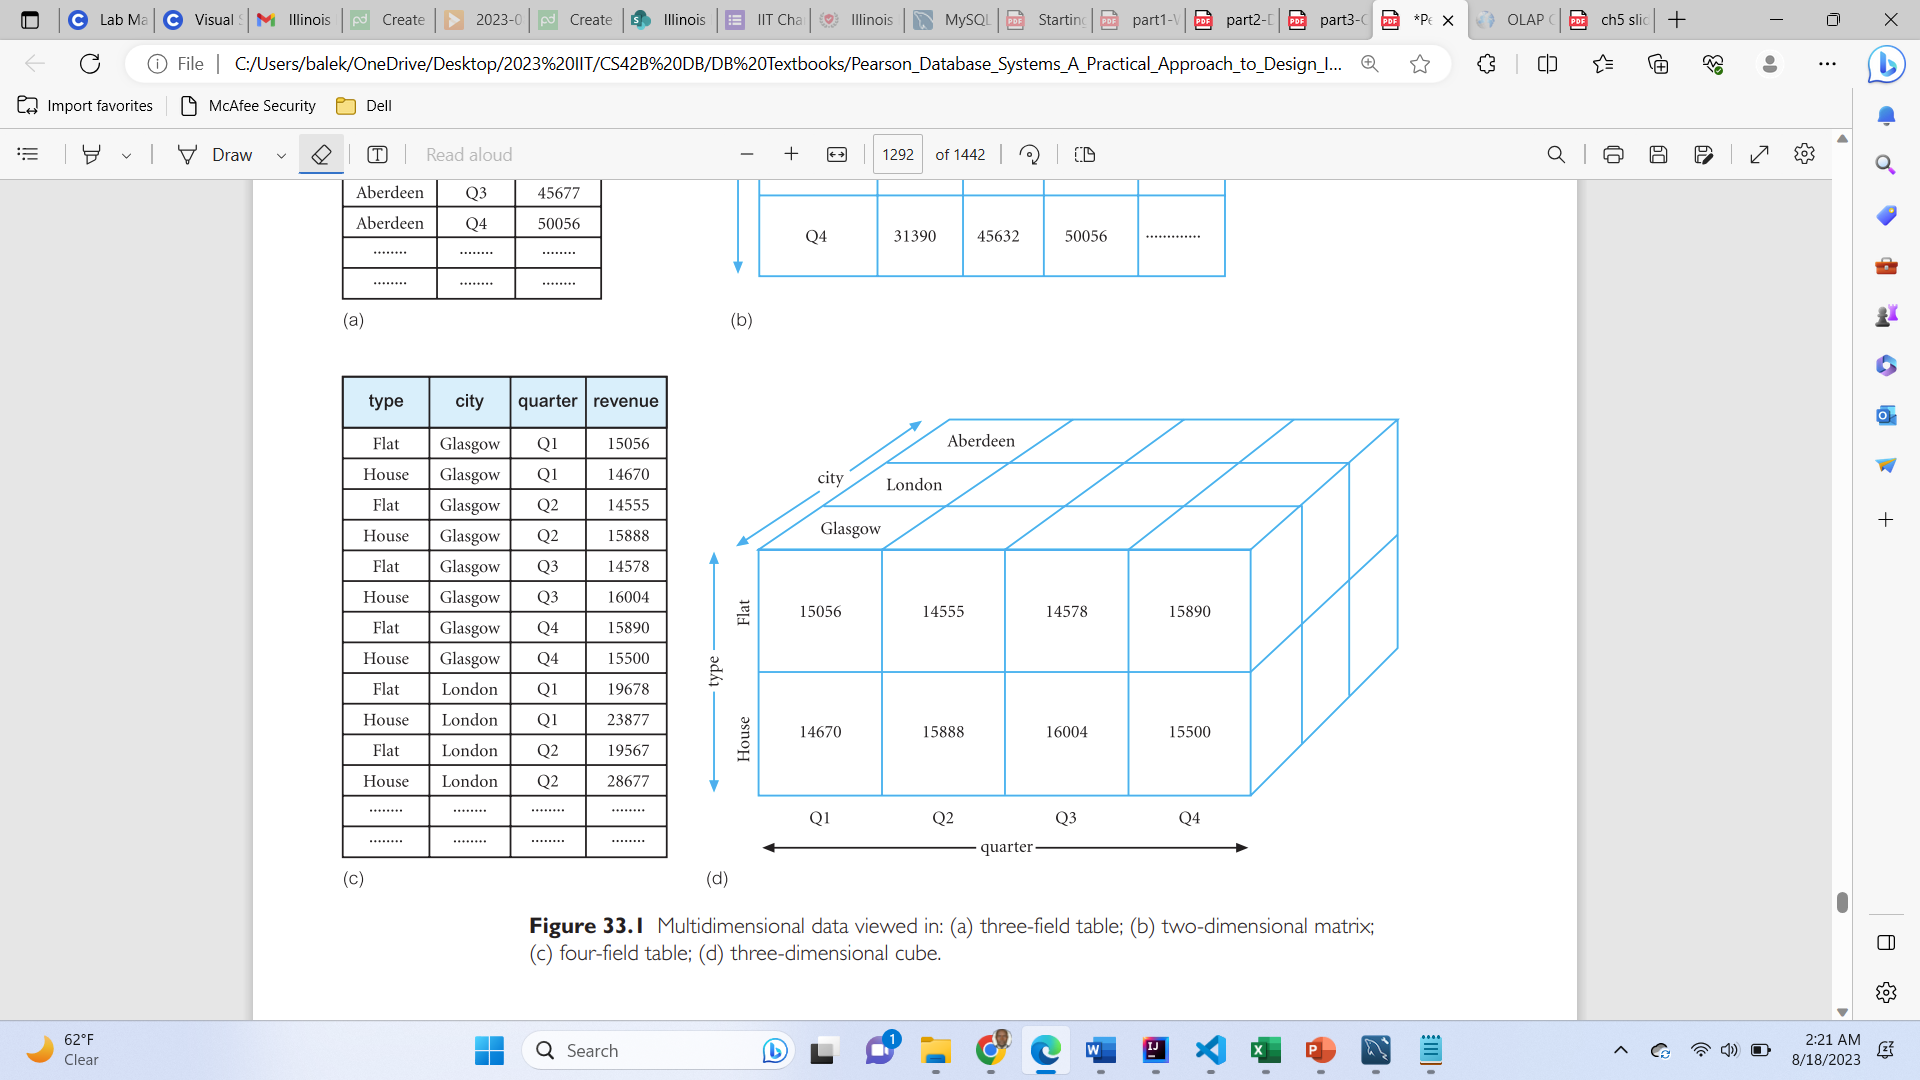 Lab Ma
Visual S
Illinois
Create
2023-0
Create
Illinois
IIT Cha
Illinois
MySQL
Starting
part1-V
part2-D
part3-C
*Pe
OLAP C
ch5 slic
File
C:/Users/balek/OneDrive/Desktop/2023%20IIT/CS42B%20DB/DB%20Textbooks/Pearson_Database_Systems_A_Practical_Approach_to_Design_I...
Import favorites
McAfee Security
Dell
Draw
Read aloud
1292 of 1442
Aberdeen Q3 45677
Aberdeen Q4 50056
........ ........ ........
........ ........ ........
(a)
Q4 31390 45632 50056 .............
(b)
type city quarter revenue
Flat Glasgow Q1 15056
House Glasgow Q1 14670
Flat Glasgow Q2 14555
House Glasgow Q2 15888
Flat Glasgow Q3 14578
House Glasgow Q3 16004
Flat Glasgow Q4 15890
House Glasgow Q4 15500
Flat London Q1 19678
House London Q1 23877
Flat London Q2 19567
House London Q2 28677
........ ........ ........ ........
........ ........ ........ ........
(c)
city
Aberdeen
London
Glasgow
type
Flat
15056 14555 14578 15890
House
14670 15888 16004 15500
Q1 Q2 Q3 Q4
quarter
(d)
Figure 33.1 Multidimensional data viewed in: (a) three-field table; (b) two-dimensional matrix;
(c) four-field table; (d) three-dimensional cube.
62°F
Clear
Search
1
2:21 AM
8/18/2023